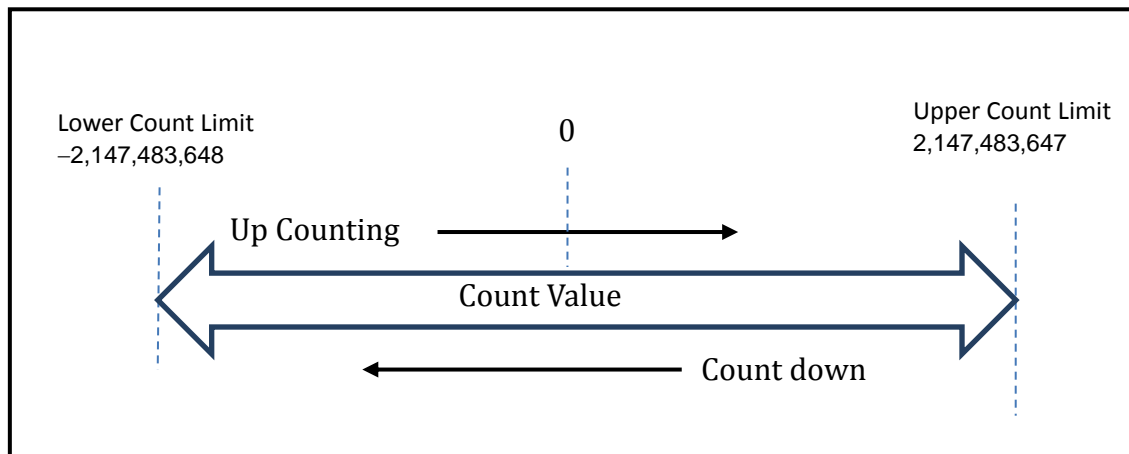 Lower Count Limit
–2,147,483,648
0
Upper Count Limit
2,147,483,647
Up Counting
Count Value
Count down